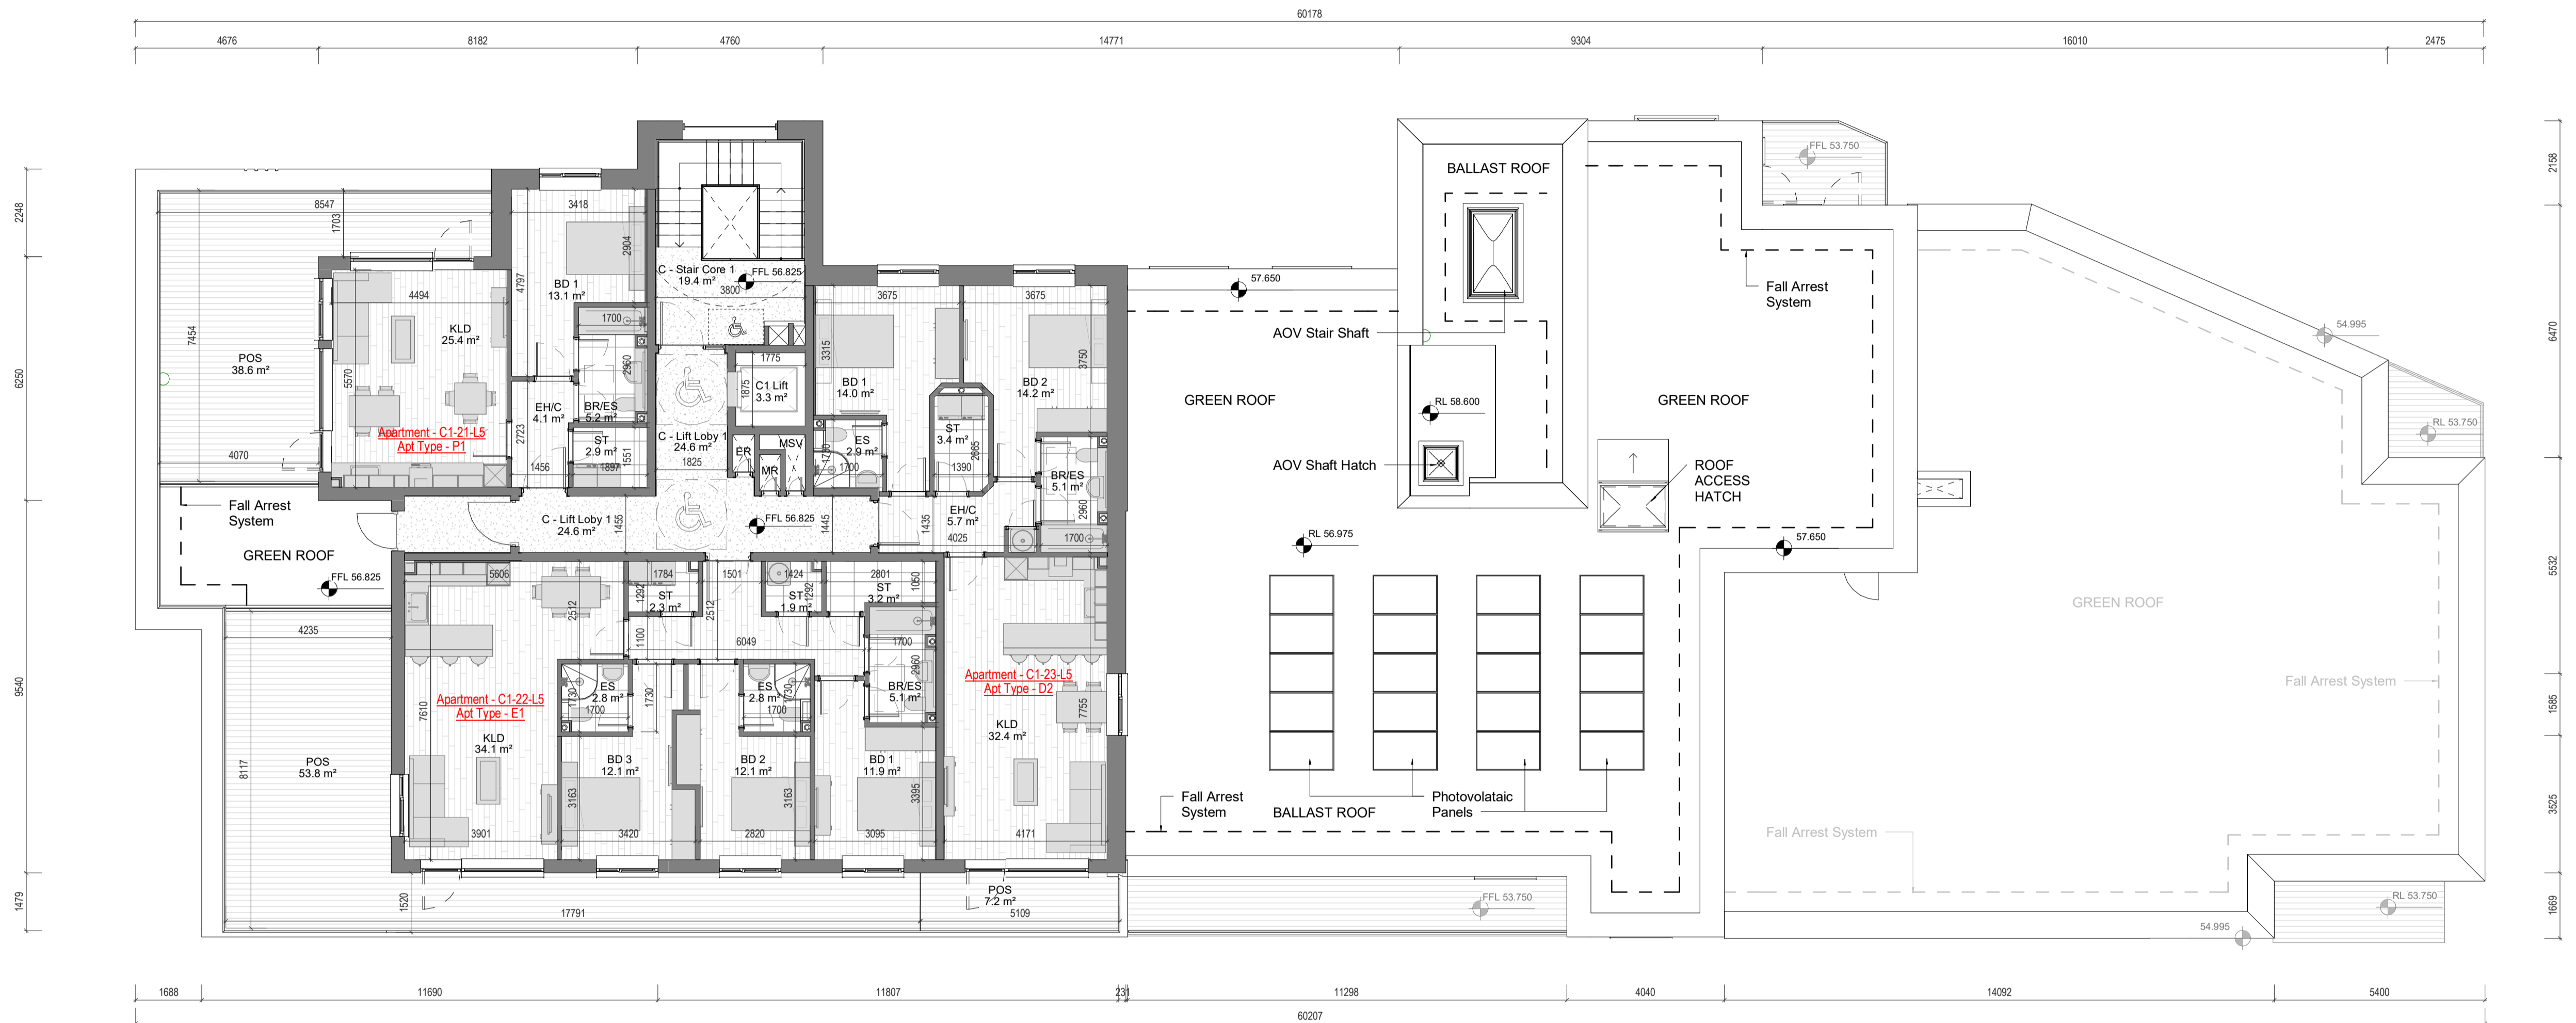 60178
4676
8182
4760
14771
9304
16010
2475
2248
6250
9540
1479
2158
6470
5532
1585
3525
1669
8547
1703
7454
POS
38.6 m²
4070
4494
KLD
25.4 m²
5570
Apartment - C1-21-L5
Apt Type - P1
3418
2904
4797
BD 1
13.1 m²
1700
2960
BR/ES
5.2 m²
EH/C
4.1 m²
2723
ST
2.9 m²
1551
1456
1897
C - Stair Core 1
19.4 m²
FFL 56.825
3800
1775
1875
C1 Lift
3.3 m²
C - Lift Loby 1
24.6 m²
1825
ER
MR
MSV
3675
3315
BD 1
14.0 m²
3675
3750
BD 2
14.2 m²
ES
2.9 m²
1730
1700
ST
3.4 m²
2665
1390
BR/ES
5.1 m²
2960
1700
EH/C
5.7 m²
1435
4025
C - Lift Loby 1
24.6 m²
1455
FFL 56.825
1445
Fall Arrest
System
GREEN ROOF
FFL 56.825
4235
8117
POS
53.8 m²
5606
2512
1784
1292
ST
2.3 m²
1501
2512
1424
1292
ST
1.9 m²
2801
1050
ST
3.2 m²
1100
6049
1700
2960
BR/ES
5.1 m²
Apartment - C1-22-L5
Apt Type - E1
7610
KLD
34.1 m²
3901
ES
2.8 m²
1730
1700
1730
ES
2.8 m²
1730
1700
BD 3
12.1 m²
3163
3420
BD 2
12.1 m²
3163
2820
BD 1
11.9 m²
3395
3095
Apartment - C1-23-L5
Apt Type - D2
7755
KLD
32.4 m²
4171
POS
7.2 m²
1520
17791
5109
57.650
GREEN ROOF
BALLAST ROOF
AOV Stair Shaft
RL 58.600
AOV Shaft Hatch
RL 56.975
GREEN ROOF
Fall Arrest
System
ROOF
ACCESS
HATCH
57.650
FFL 53.750
54.995
RL 53.750
GREEN ROOF
Fall Arrest System
Fall Arrest System
Fall Arrest
System
BALLAST ROOF
Photovolataic
Panels
FFL 53.750
RL 53.750
54.995
1688
11690
11807
231
11298
4040
14092
5400
60207